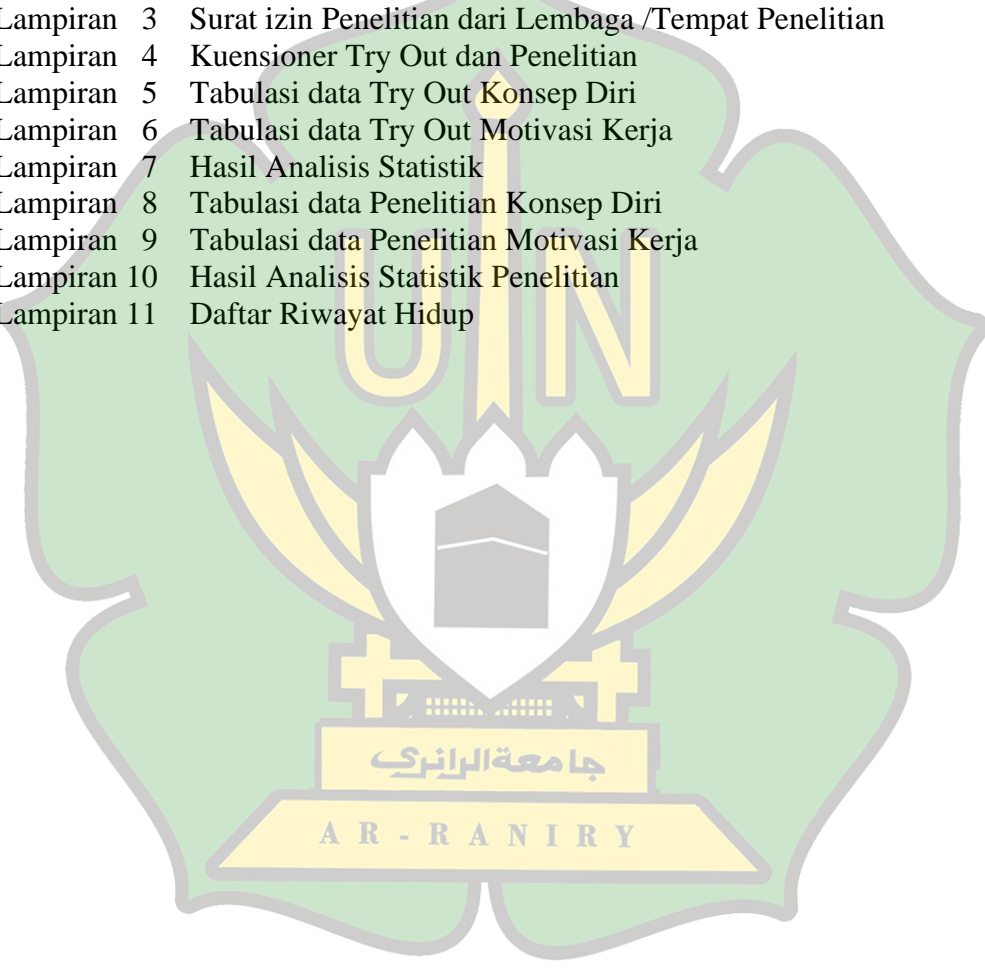 Lampiran 3 Surat izin Penelitian dari Lembaga /Tempat Penelitian
Lampiran 4 Kuensioner Try Out dan Penelitian
Lampiran 5 Tabulasi data Try Out Konsep Diri
Lampiran 6 Tabulasi data Try Out Motivasi Kerja
Lampiran 7 Hasil Analisis Statistik
Lampiran 8 Tabulasi data Penelitian Konsep Diri
Lampiran 9 Tabulasi data Penelitian Motivasi Kerja
Lampiran 10 Hasil Analisis Statistik Penelitian
Lampiran 11 Daftar Riwayat Hidup
UIN
جامعةالرانري
AR-RANIRY